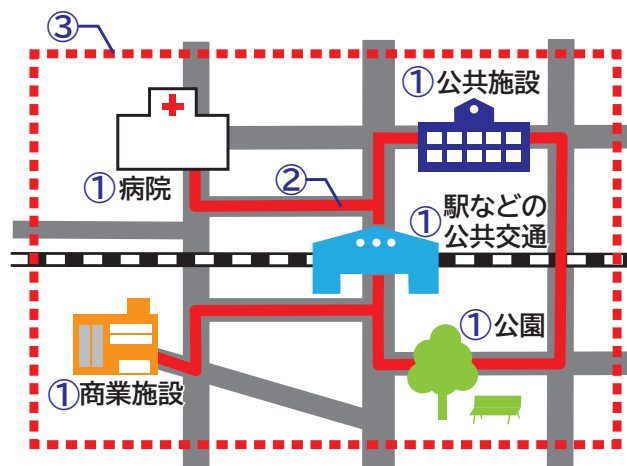 ③
①公共施設
①病院
②
①駅などの
公共交通
①公園
①商業施設